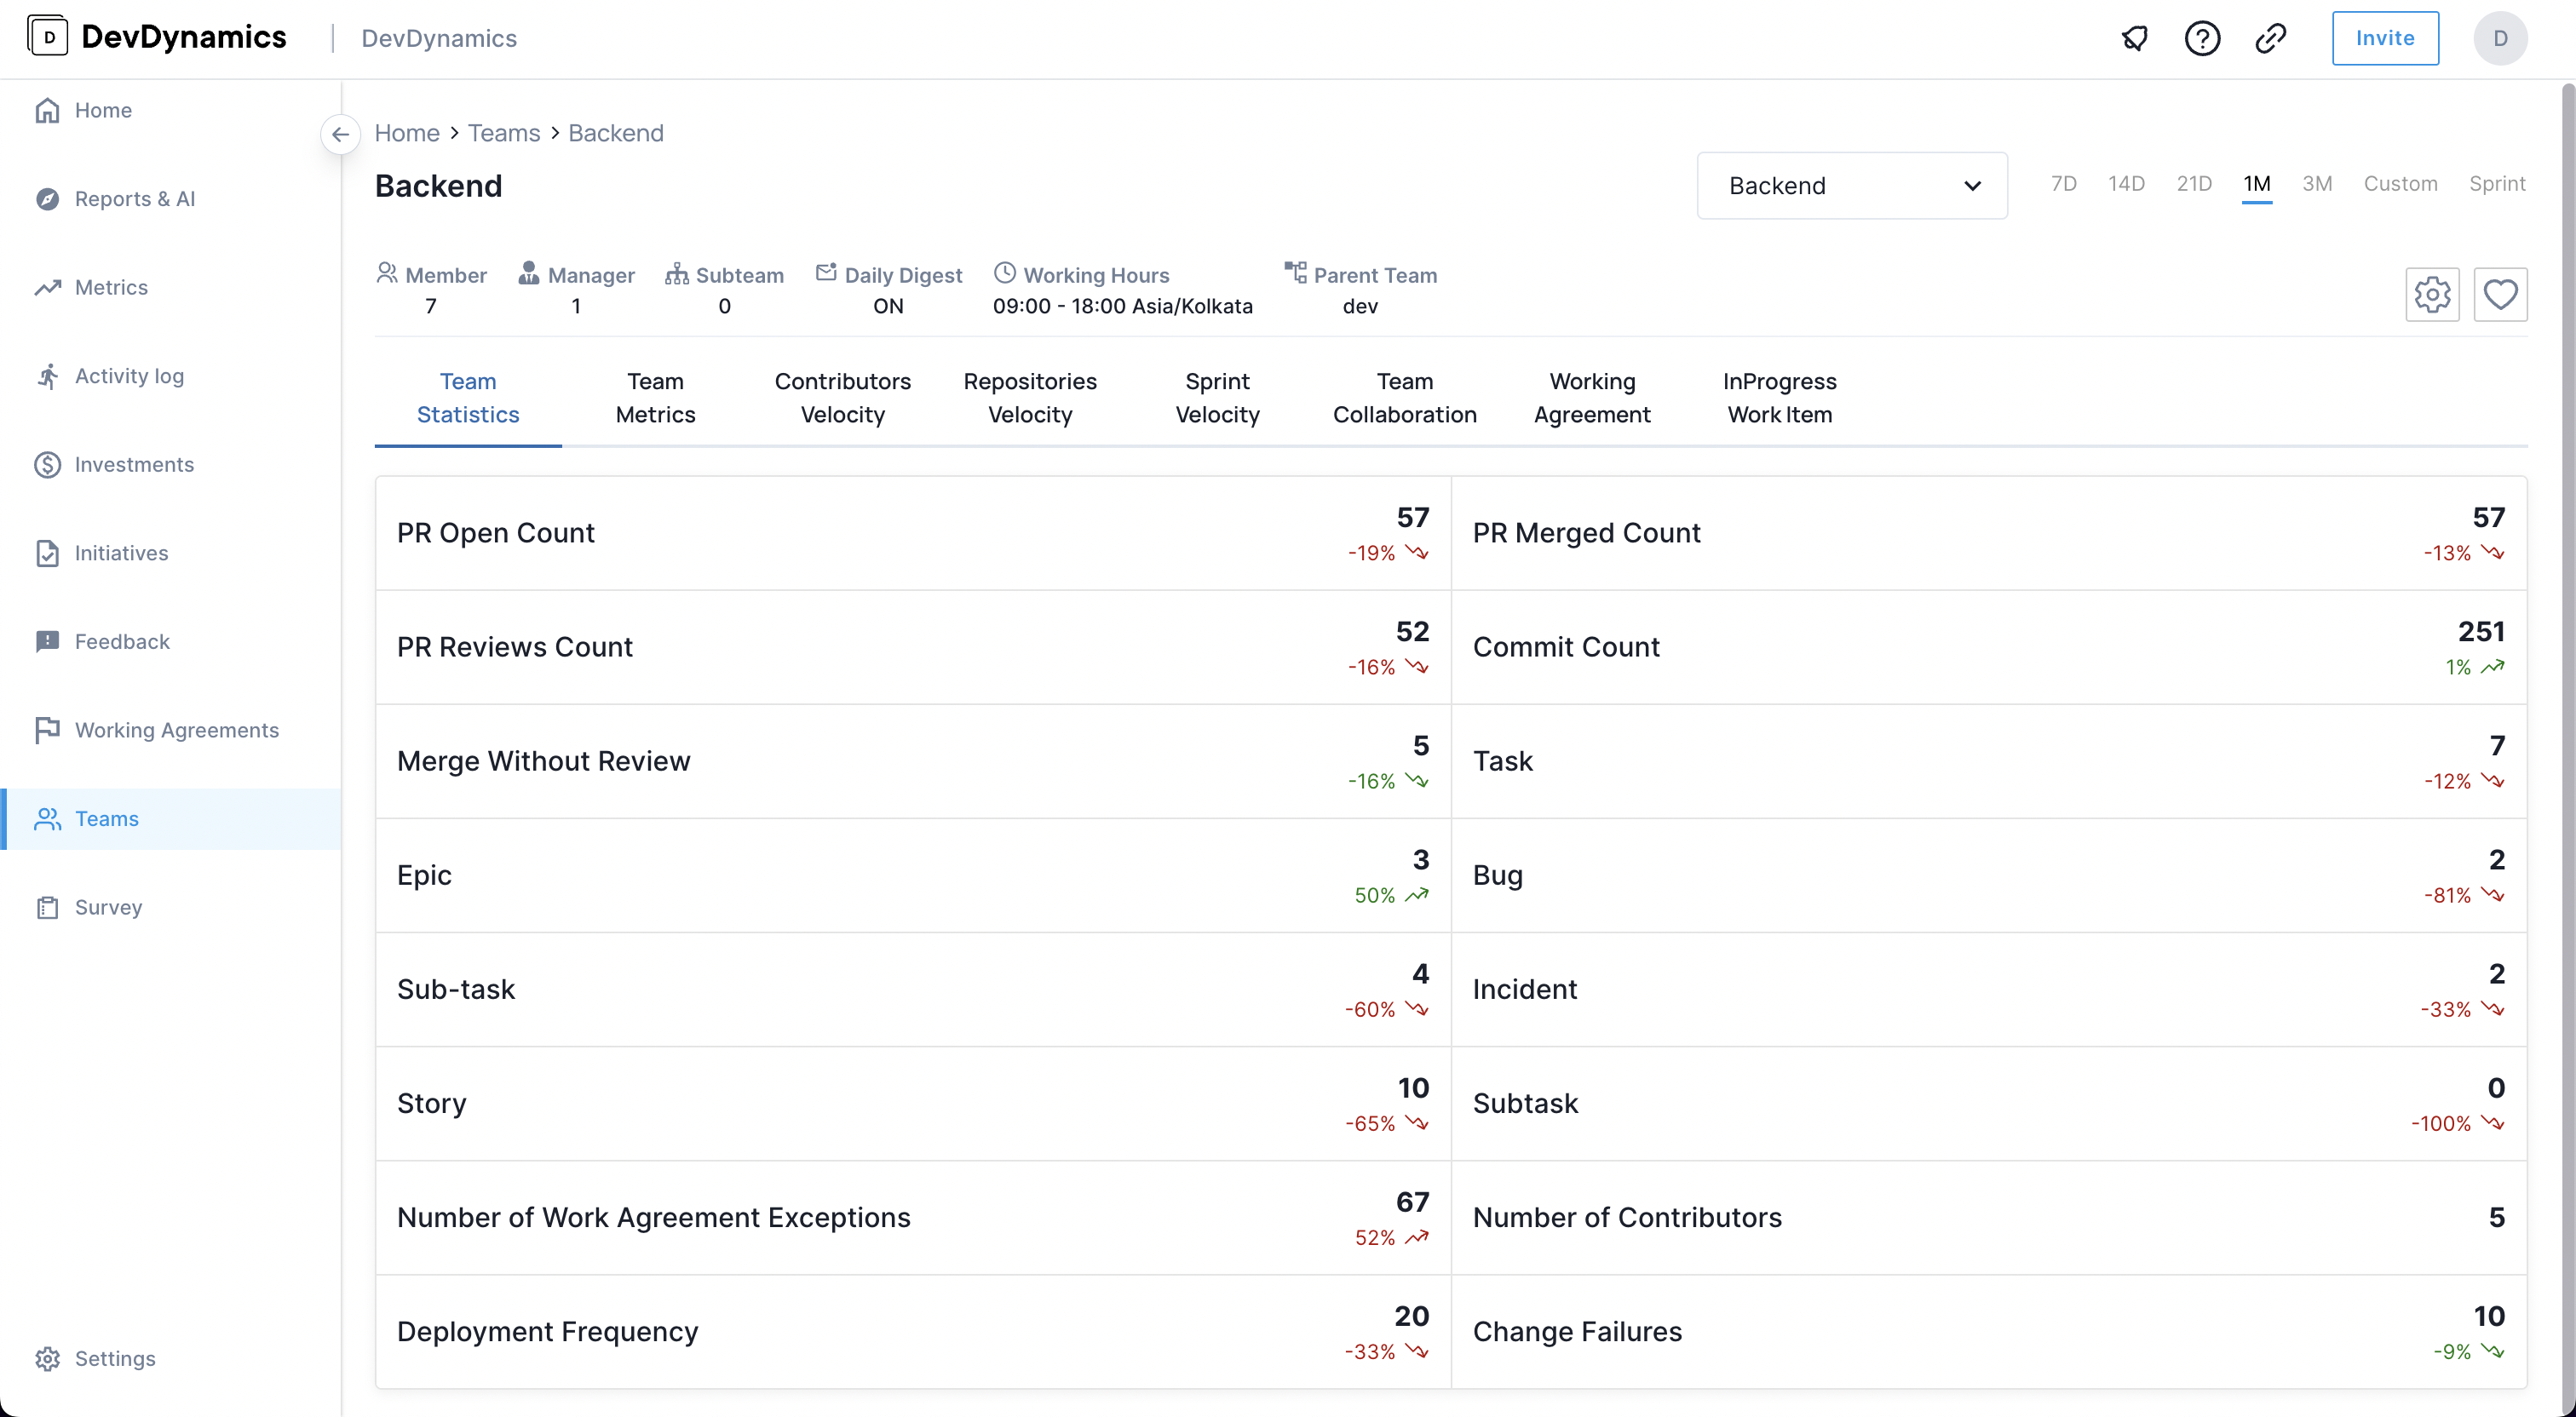 D DevDynamics | DevDynamics
Invite
D
Home
Reports & AI
Metrics
Activity log
Investments
Initiatives
Feedback
Working Agreements
Teams
Survey
Settings
Home > Teams > Backend
Backend
Backend
7D 14D 21D 1M 3M Custom Sprint
Member
7
Manager
1
Subteam
0
Daily Digest
ON
Working Hours
09:00 - 18:00 Asia/Kolkata
Parent Team
dev
Team
Statistics
Team
Metrics
Contributors
Velocity
Repositories
Velocity
Sprint
Velocity
Team
Collaboration
Working
Agreement
InProgress
Work Item
PR Open Count
57
-19%
PR Merged Count
57
-13%
PR Reviews Count
52
-16%
Commit Count
251
1%
Merge Without Review
5
-16%
Task
7
-12%
Epic
3
50%
Bug
2
-81%
Sub-task
4
-60%
Incident
2
-33%
Story
10
-65%
Subtask
0
-100%
Number of Work Agreement Exceptions
67
52%
Number of Contributors
5
Deployment Frequency
20
-33%
Change Failures
10
-9%